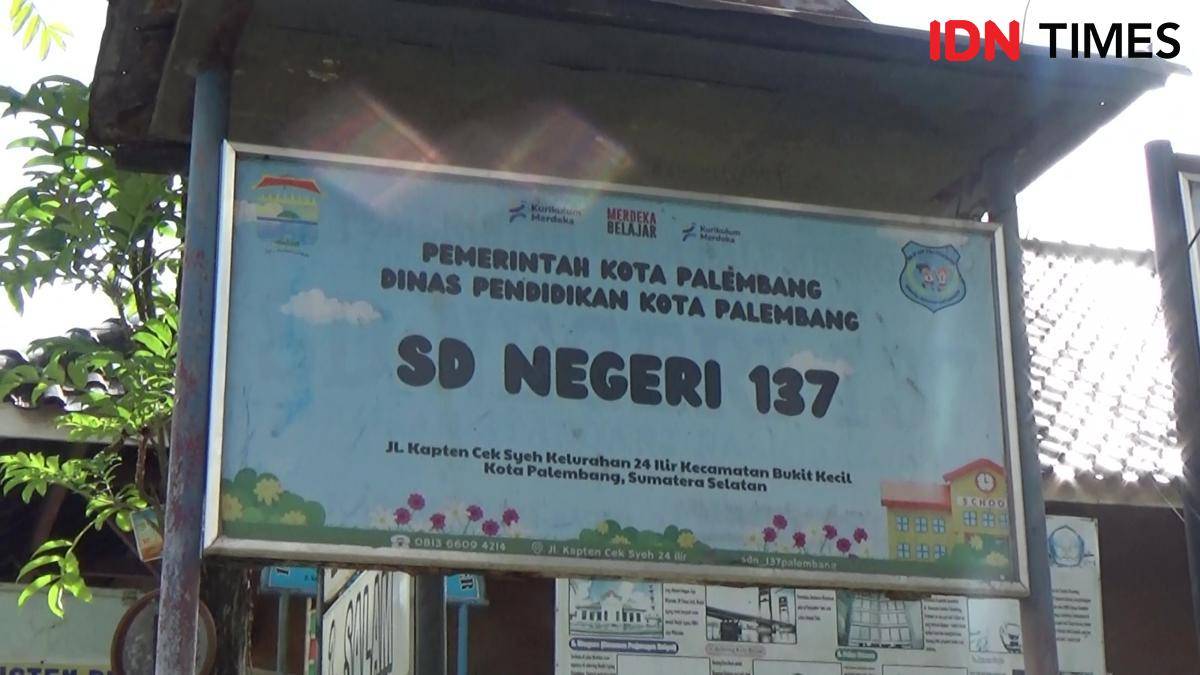 IDN TIMES
Kurikulum
Merdeka
MERDEKA
BELAJAR
Kurikulum
Merdeka
PEMERINTAH KOTA PALEMBANG
DINAS PENDIDIKAN KOTA PALEMBANG
SD NEGERI 137
JL. Kapten Cek Syeh Kelurahan 24 Ilir Kecamatan Bukit Kecil
Kota Palembang, Sumatera Selatan
SCHOOL
0813 6609 4214
Jl. Kapten Cek Syeh 24 Ilir
sdn_137palembang